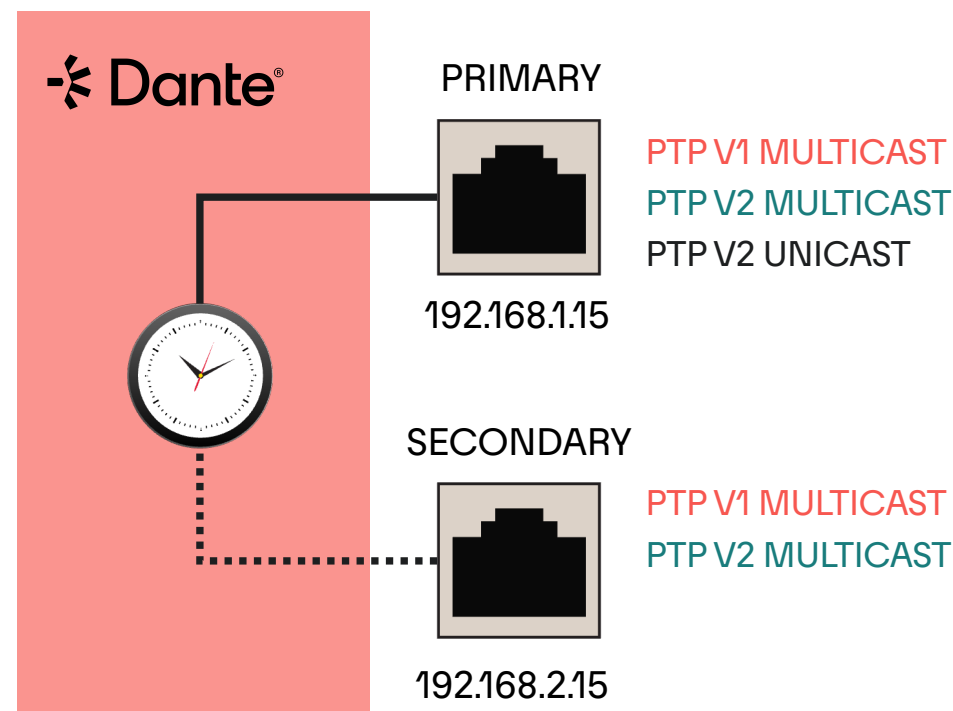 Dante®
PRIMARY
PTP V1 MULTICAST
PTP V2 MULTICAST
PTP V2 UNICAST
192.168.1.15
SECONDARY
PTP V1 MULTICAST
PTP V2 MULTICAST
192.168.2.15